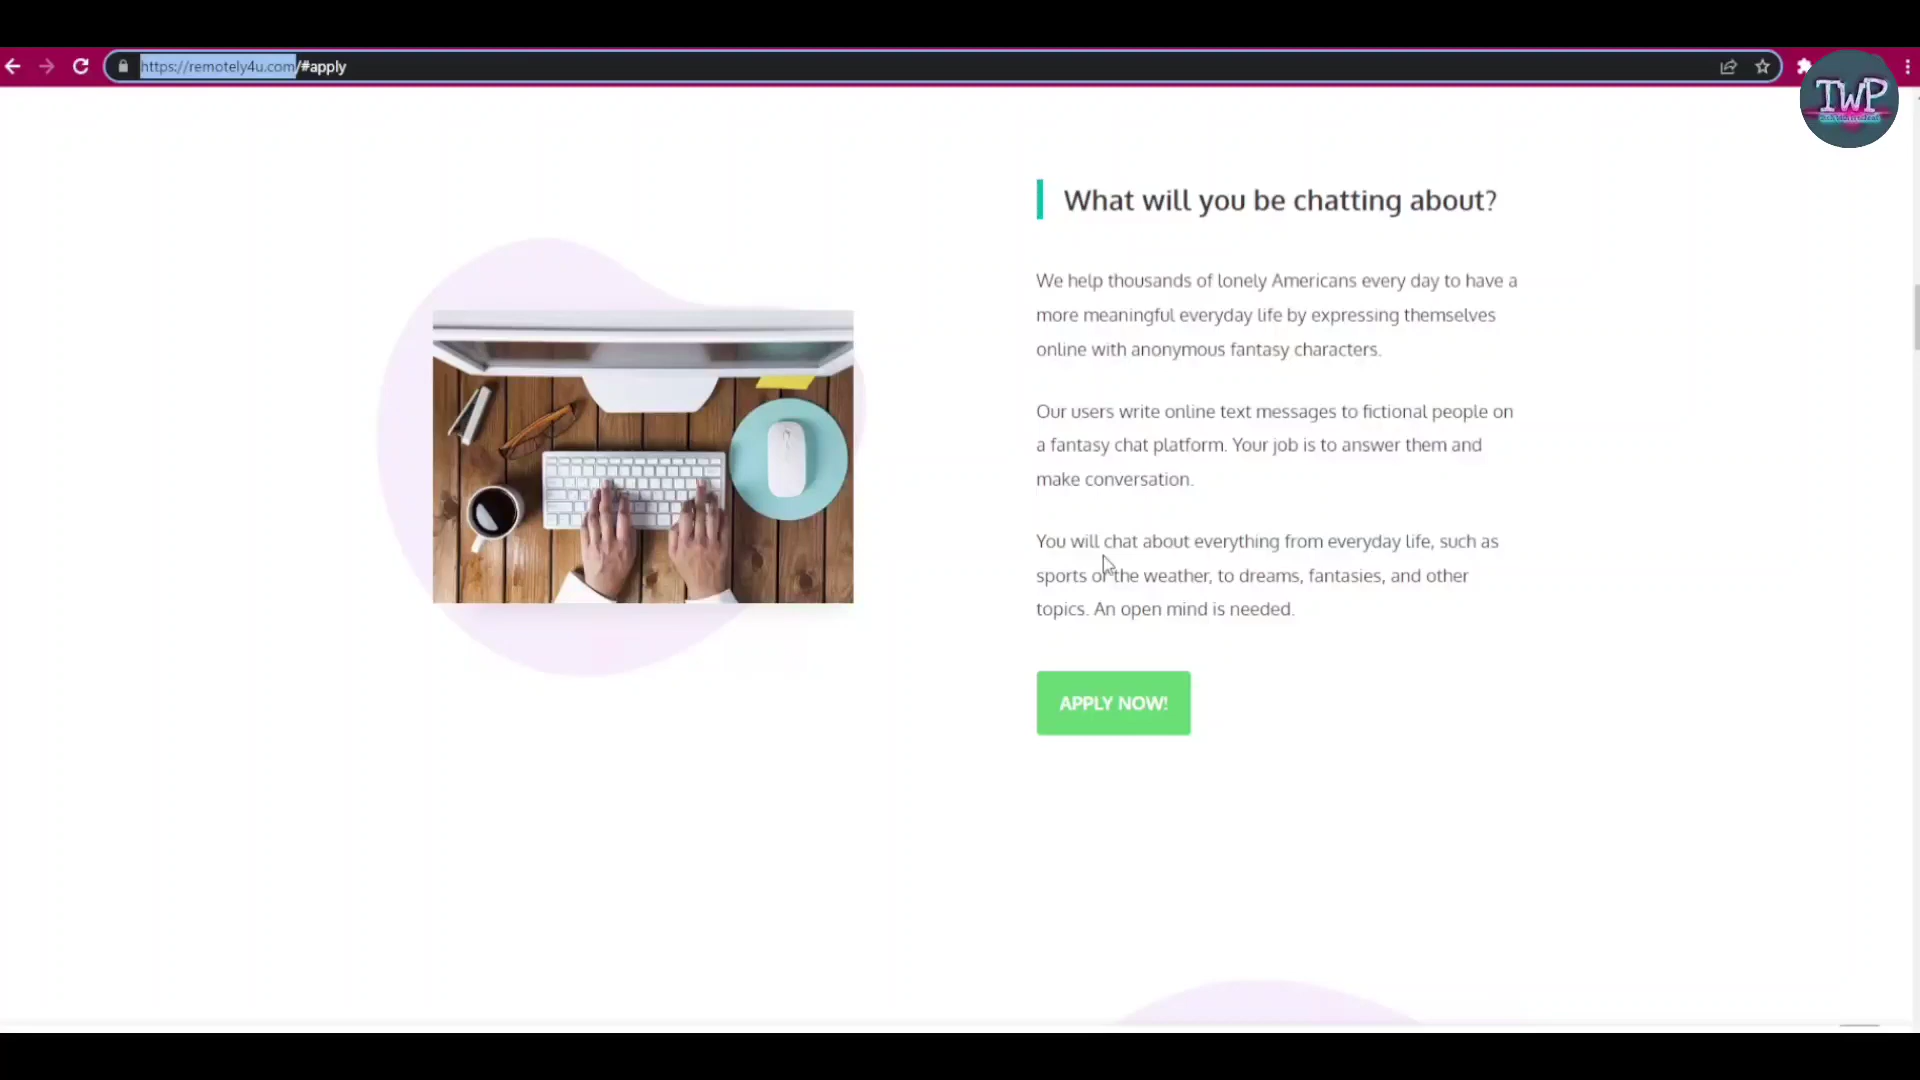 https://remotely4u.com/#apply
TWP
What will you be chatting about?
We help thousands of lonely Americans every day to have a
more meaningful everyday life by expressing themselves
online with anonymous fantasy characters.
Our users write online text messages to fictional people on
a fantasy chat platform. Your job is to answer them and
make conversation.
You will chat about everything from everyday life, such as
sports or the weather, to dreams, fantasies, and other
topics. An open mind is needed.
APPLY NOW!